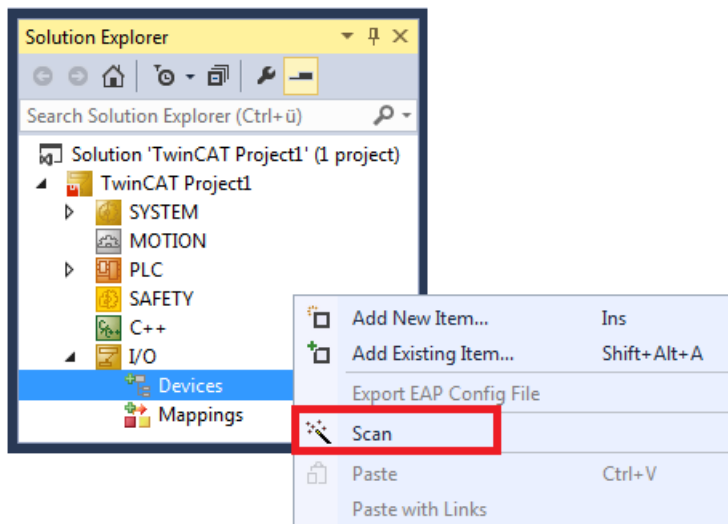 Solution Explorer
Search Solution Explorer (Ctrl+ü)
Solution 'TwinCAT Project1' (1 project)
TwinCAT Project1
SYSTEM
MOTION
PLC
SAFETY
C++
I/O
Devices
Mappings
Add New Item... Ins
Add Existing Item... Shift+Alt+A
Export EAP Config File
Scan
Paste Ctrl+V
Paste with Links